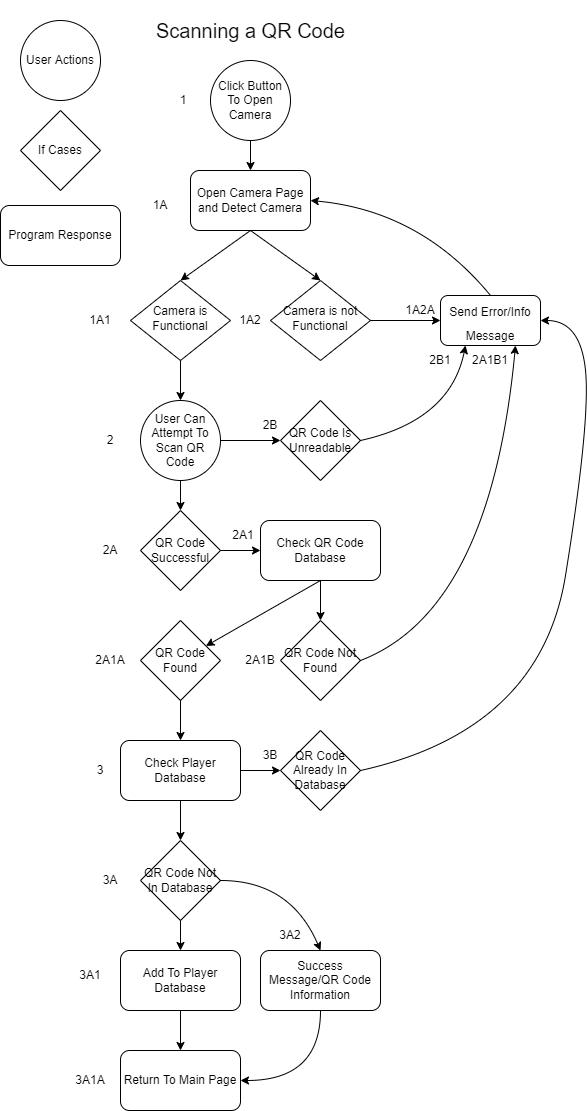 Scanning a QR Code
User Actions
If Cases
Program Response
1
Click Button
To Open
Camera
1A
Open Camera Page
and Detect Camera
1A1
Camera is
Functional
1A2
Camera is not
Functional
1A2A
Send Error/Info
Message
2B1
2A1B1
2
User Can
Attempt To
Scan QR
Code
2B
QR Code Is
Unreadable
2A
QR Code
Successful
2A1
Check QR Code
Database
2A1A
QR Code
Found
2A1B
QR Code Not
Found
3
Check Player
Database
3B
QR Code
Already In
Database
3A
QR Code Not
In Database
3A2
3A1
Add To Player
Database
Success
Message/QR Code
Information
3A1A
Return To Main Page